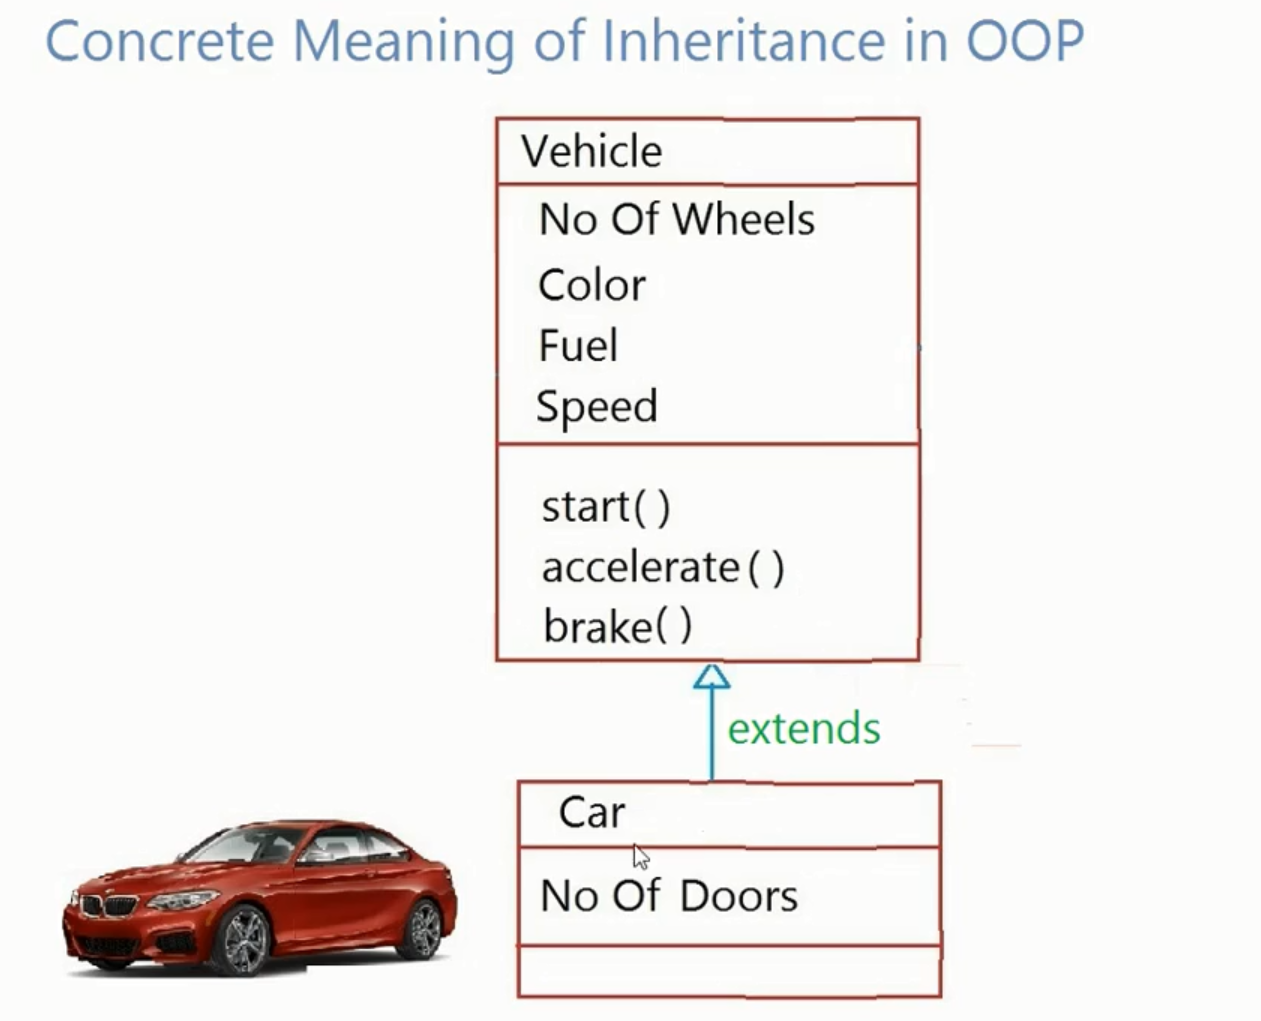 Concrete Meaning of Inheritance in OOP
Vehicle
No Of Wheels
Color
Fuel
Speed
start( )
accelerate( )
brake( )
extends
Car
No Of Doors